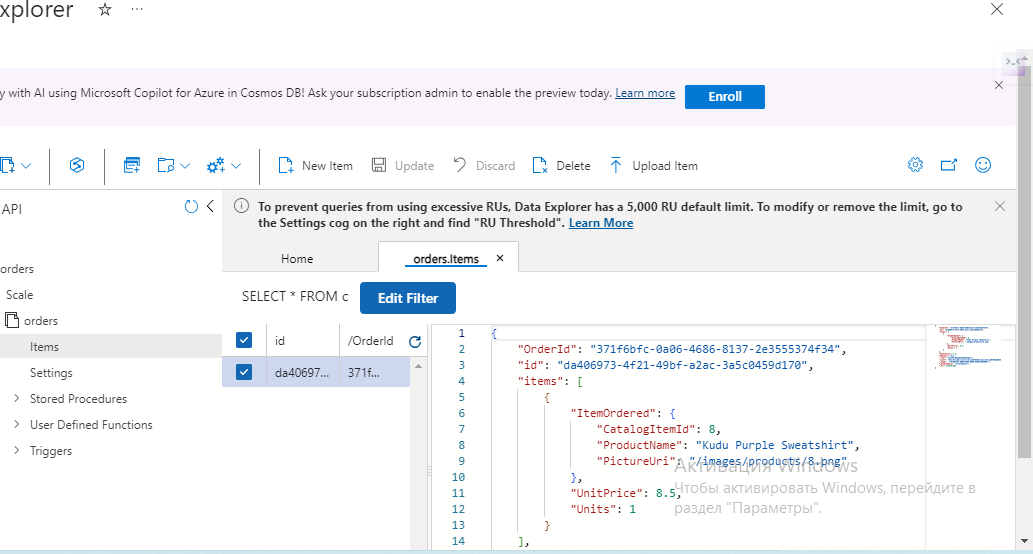 xplorer
y with AI using Microsoft Copilot for Azure in Cosmos DB! Ask your subscription admin to enable the preview today. Learn more
Enroll
New Item
Update
Discard
Delete
Upload Item
API
To prevent queries from using excessive RUs, Data Explorer has a 5,000 RU default limit. To modify or remove the limit, go to
the Settings cog on the right and find "RU Threshold". Learn More
Home
orders.Items
orders
Scale
orders
Items
Settings
Stored Procedures
User Defined Functions
Triggers
SELECT * FROM c
Edit Filter
id
/OrderId
da40697...
371f...
1 {
2 "OrderId": "371f6bfc-0a06-4686-8137-2e3555374f34",
3 "id": "da406973-4f21-49bf-a2ac-3a5c0459d170",
4 "items": [
5 {
6 "ItemOrdered": {
7 "CatalogItemId": 8,
8 "ProductName": "Kudu Purple Sweatshirt",
9 "PictureUri": "/images/products/8.png"
10 },
11 "UnitPrice": 8.5,
12 "Units": 1
13 }
14 ],
Активация Windows
Чтобы активировать Windows, перейдите в
раздел "Параметры".